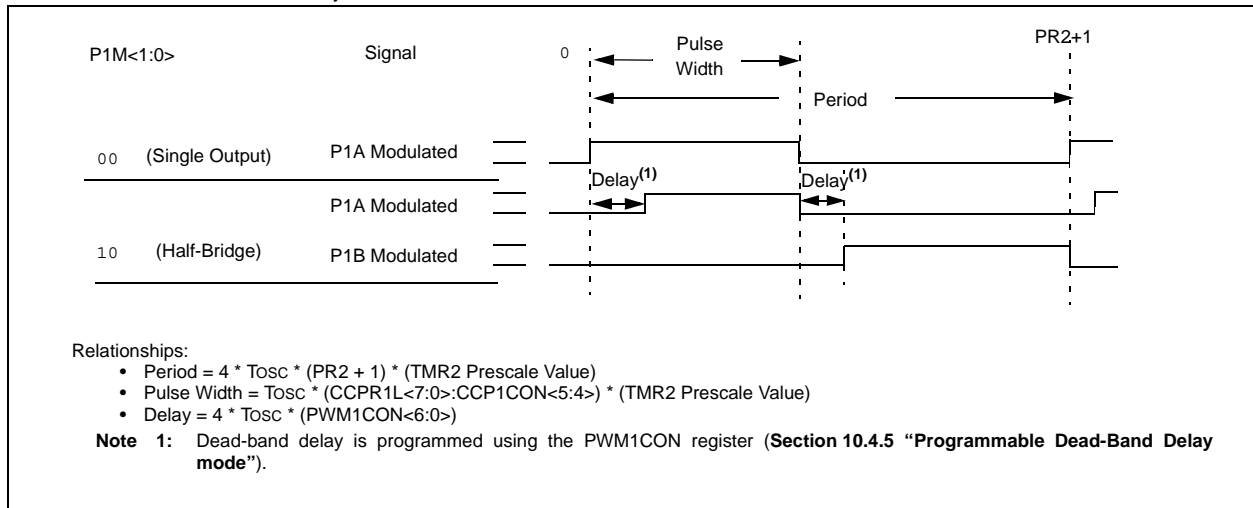 P1M<1:0> Signal 0 Pulse Width PR2+1
Period
00 (Single Output) P1A Modulated
Delay(1) Delay(1)
P1A Modulated
10 (Half-Bridge) P1B Modulated
Relationships:
• Period = 4 * TOSC * (PR2 + 1) * (TMR2 Prescale Value)
• Pulse Width = TOSC * (CCPR1L<7:0>:CCP1CON<5:4>) * (TMR2 Prescale Value)
• Delay = 4 * TOSC * (PWM1CON<6:0>)
Note 1: Dead-band delay is programmed using the PWM1CON register (Section 10.4.5 “Programmable Dead-Band Delay
mode”).